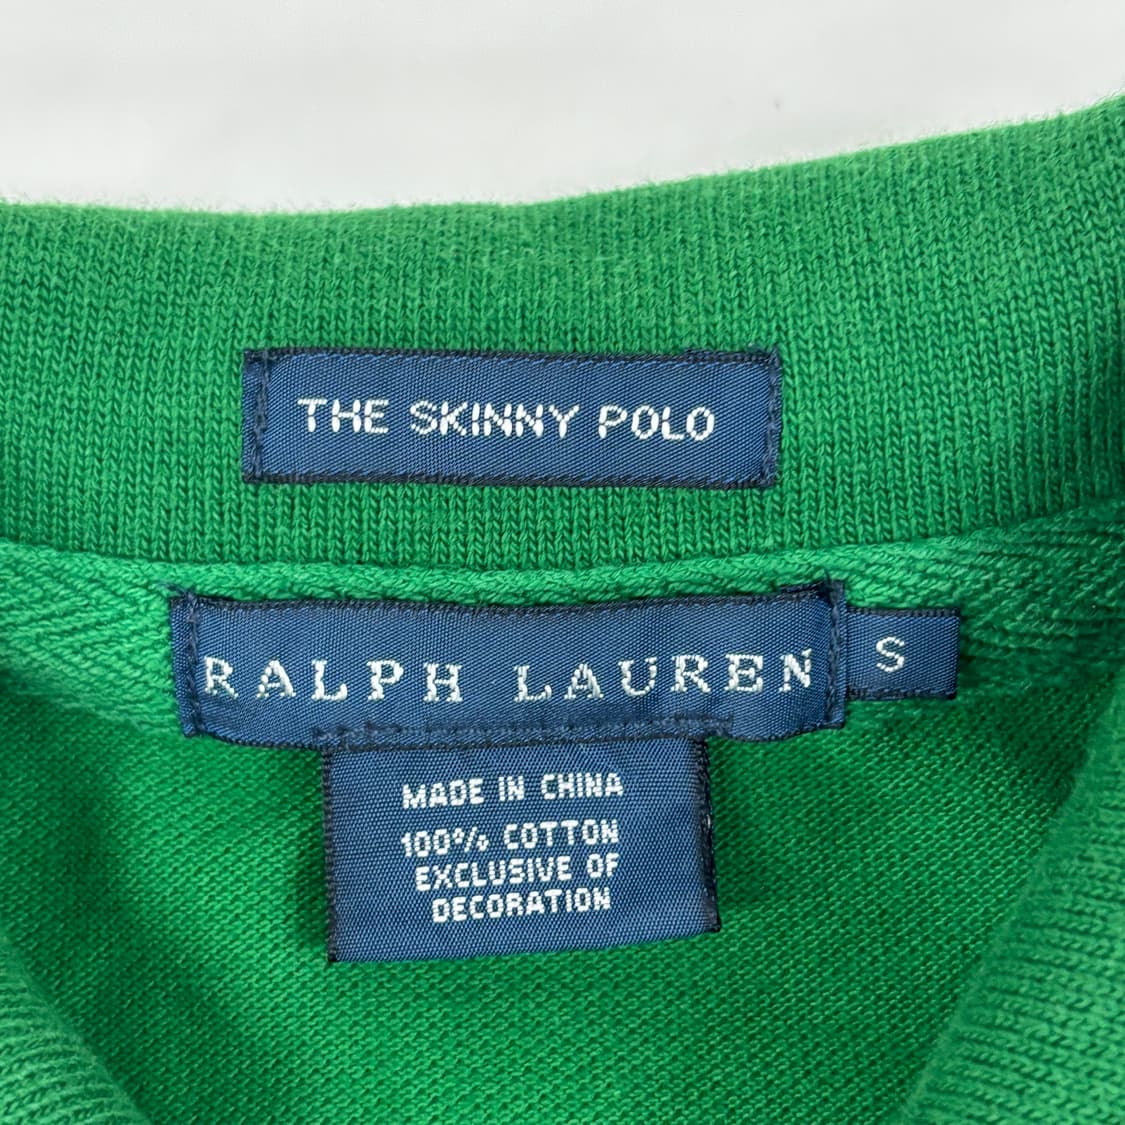 THE SKINNY POLO
RALPH LAUREN
S
MADE IN CHINA
100% COTTON
EXCLUSIVE OF
DECORATION